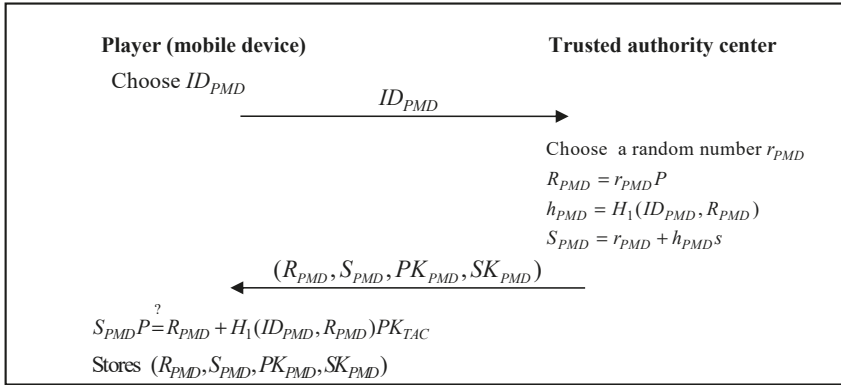 Player (mobile device) Trusted authority center
Choose ID_PMD
ID_PMD
Choose a random number r_PMD
R_PMD = r_PMD P
h_PMD = H_1(ID_PMD, R_PMD)
S_PMD = r_PMD + h_PMD s
(R_PMD, S_PMD, PK_PMD, SK_PMD)
S_PMD P ?= R_PMD + H_1(ID_PMD, R_PMD)PK_TAC
Stores (R_PMD, S_PMD, PK_PMD, SK_PMD)